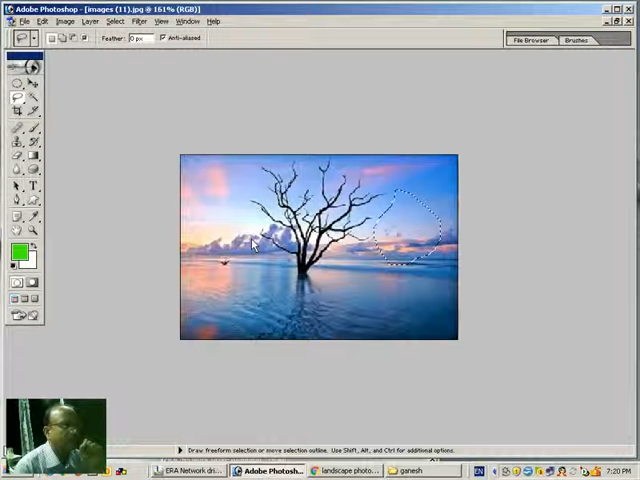 Adobe Photoshop - [images (11).jpg @ 161% (RGB)]
File Edit Image Layer Select Filter View Window Help
Feather: 0 px Anti-aliased File Browser Brushes
T
Draw freeform selection or move selection outline. Use Shift, Alt, and Ctrl for additional options.
ERA Network dri... Adobe Photosh... landscape photo... ganesh EN 7:20 PM